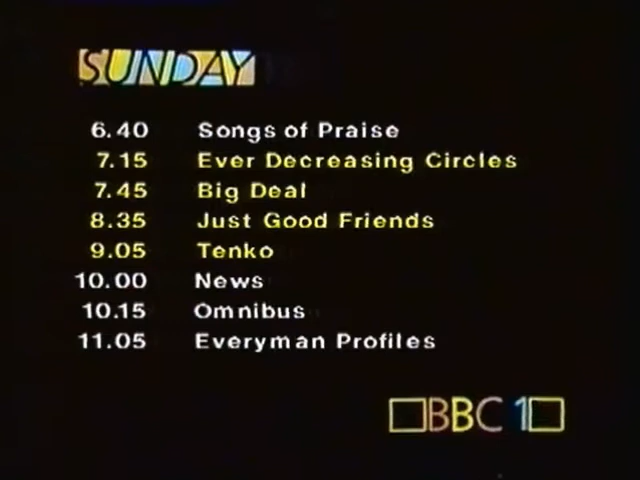 SUNDAY
6.40 Songs of Praise
7.15 Ever Decreasing Circles
7.45 Big Deal
8.35 Just Good Friends
9.05 Tenko
10.00 News
10.15 Omnibus
11.05 Everyman Profiles
BBC 1